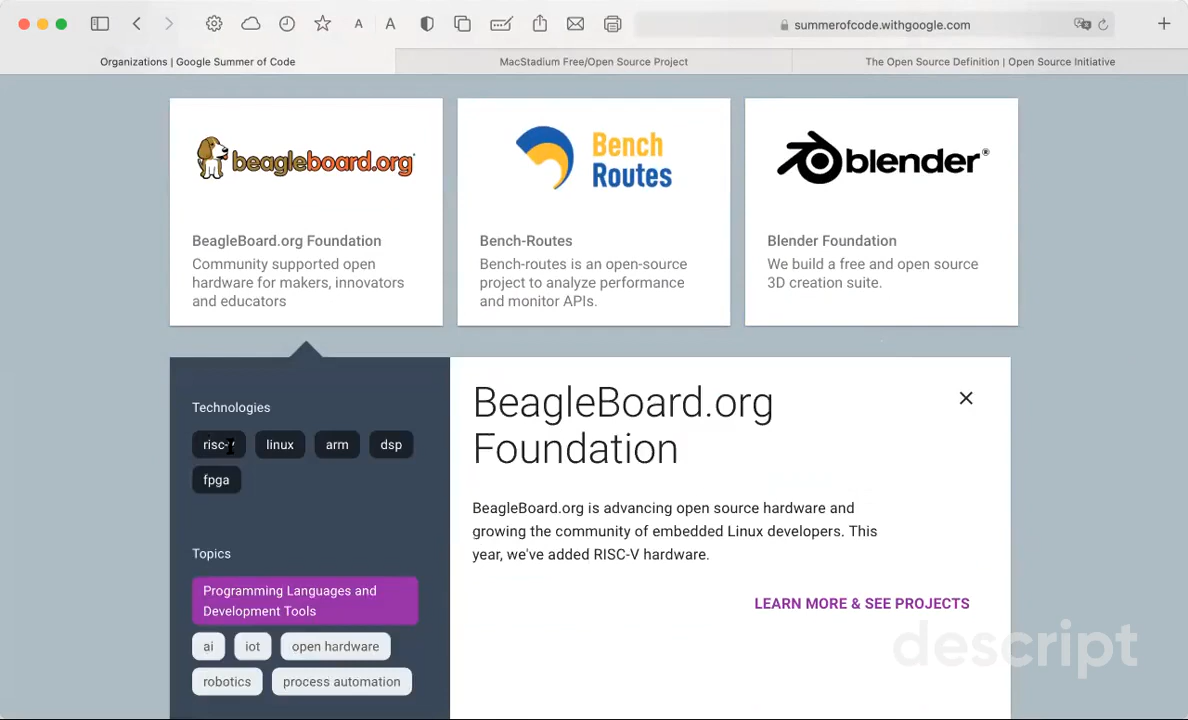 A A summerofcode.withgoogle.com
Organizations | Google Summer of Code MacStadium Free/Open Source Project The Open Source Definition | Open Source Initiative
beagleboard.org
Bench
Routes
blender®
BeagleBoard.org Foundation
Community supported open
hardware for makers, innovators
and educators
Bench-Routes
Bench-routes is an open-source
project to analyze performance
and monitor APIs.
Blender Foundation
We build a free and open source
3D creation suite.
Technologies
risc-v linux arm dsp
fpga
Topics
Programming Languages and
Development Tools
ai iot open hardware
robotics process automation
BeagleBoard.org
Foundation
BeagleBoard.org is advancing open source hardware and
growing the community of embedded Linux developers. This
year, we've added RISC-V hardware.
LEARN MORE & SEE PROJECTS
descript